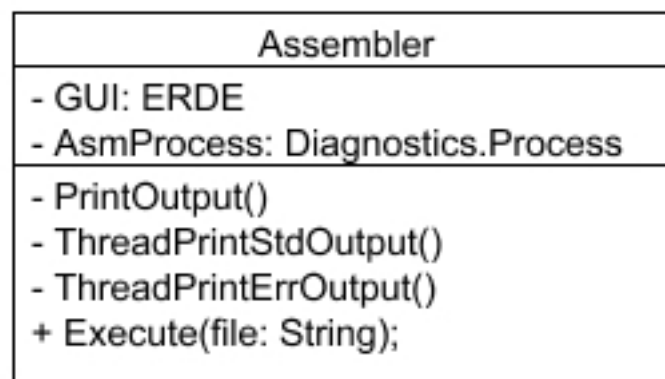 Assembler
- GUI: ERDE
- AsmProcess: Diagnostics.Process
- PrintOutput()
- ThreadPrintStdOutput()
- ThreadPrintErrOutput()
+ Execute(file: String);